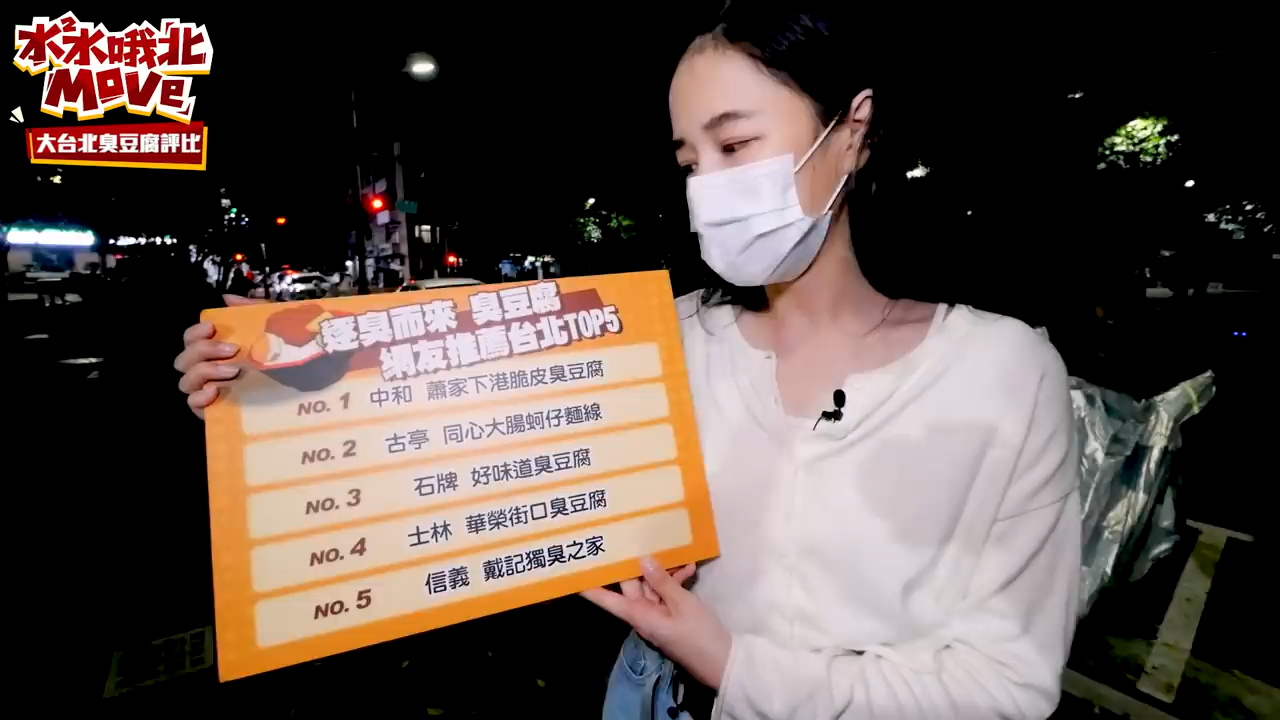 水水哦北
2
MOVE
大台北臭豆腐評比
逐臭而來 臭豆腐
網友推薦台北TOP5
NO. 1 中和 蕭家下港脆皮臭豆腐
NO. 2 古亭 同心大腸蚵仔麵線
NO. 3 石牌 好味道臭豆腐
NO. 4 士林 華榮街口臭豆腐
NO. 5 信義 戴記獨臭之家